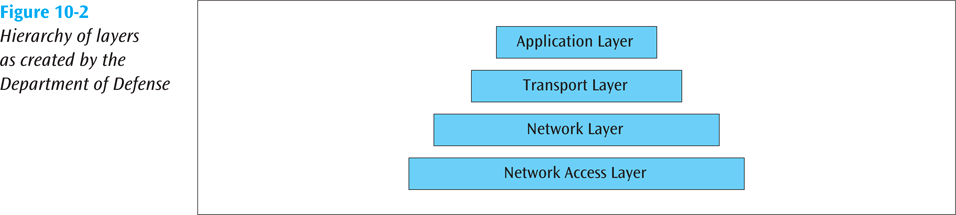 Figure 10-2
Hierarchy of layers
as created by the
Department of Defense
Application Layer
Transport Layer
Network Layer
Network Access Layer